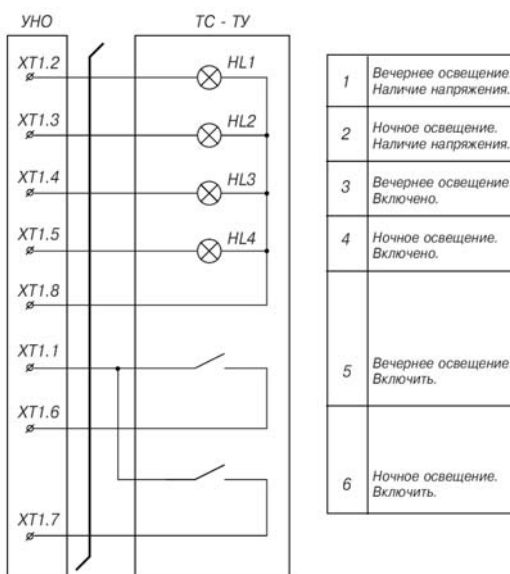 УНО
ТС - ТУ
XT1.2
HL1
XT1.3
HL2
XT1.4
HL3
XT1.5
HL4
XT1.8
XT1.1
XT1.6
XT1.7
1
Вечернее освещение
Наличие напряжения.
2
Ночное освещение.
Наличие напряжения.
3
Вечернее освещение
Включено.
4
Ночное освещение.
Включено.
5
Вечернее освещение
Включить.
6
Ночное освещение.
Включить.